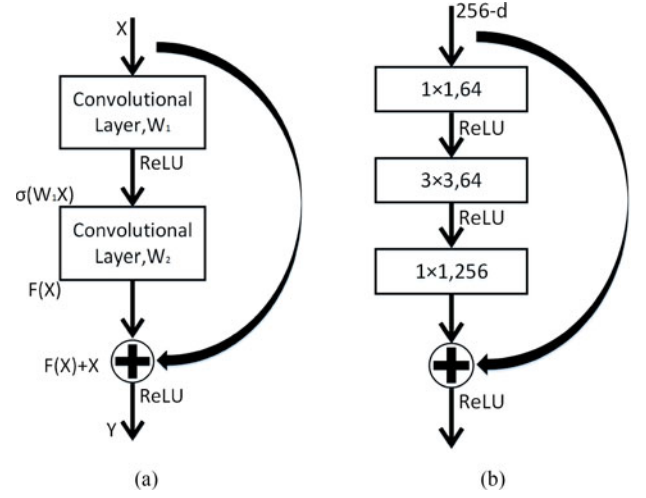 X
Convolutional
Layer,W₁
ReLU
σ(W₁X)
Convolutional
Layer,W₂
F(X)
F(X)+X
ReLU
Y
(a)
256-d
1×1,64
ReLU
3×3,64
ReLU
1×1,256
ReLU
(b)